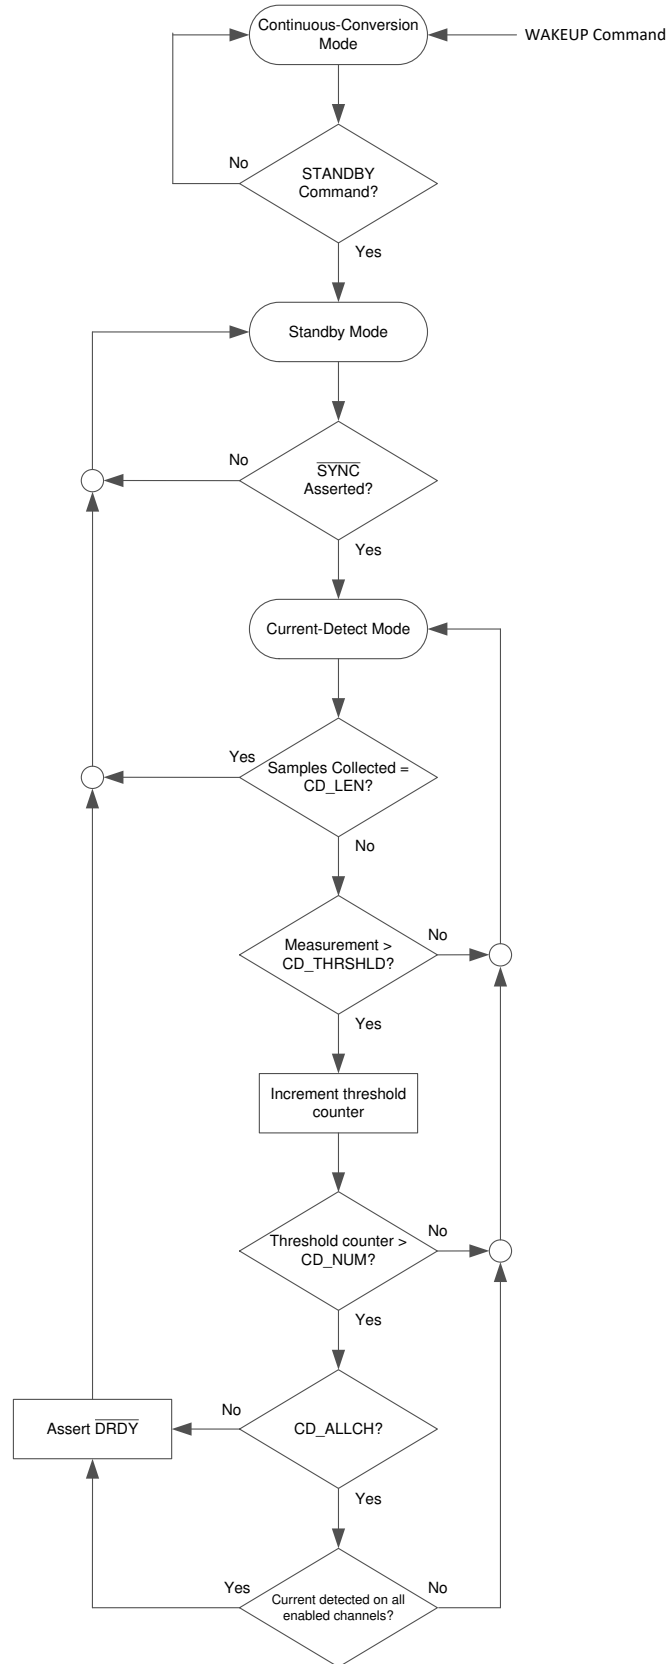 Continuous-Conversion
Mode
WAKEUP Command
No
STANDBY
Command?
Yes
Standby Mode
No
SYNC
Asserted?
Yes
Current-Detect Mode
Yes
Samples Collected =
CD_LEN?
No
Measurement >
CD_THRSHLD?
No
Yes
Increment threshold
counter
Threshold counter >
CD_NUM?
No
Yes
Assert DRDY
No
CD_ALLCH?
Yes
Yes
Current detected on all
enabled channels?
No